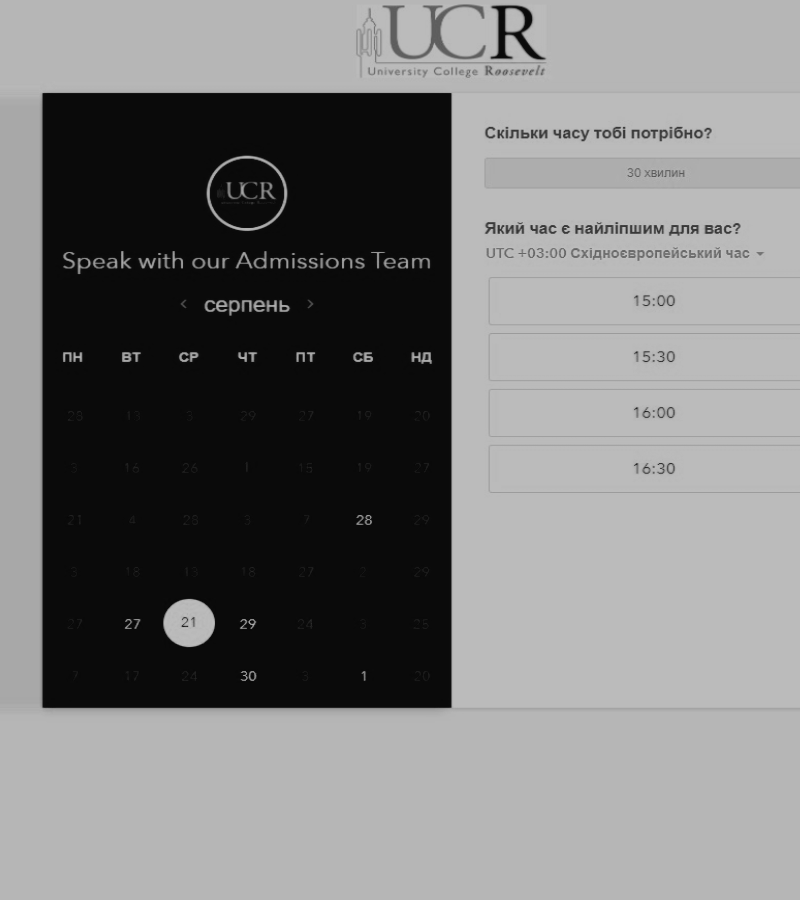 UCR
University College Roosevelt
UCR
Speak with our Admissions Team
< серпень >
ПН ВТ СР ЧТ ПТ СБ НД
28 13 3 29 27 19 20
3 16 26 1 15 19 27
21 4 28 3 7 28 29
3 18 13 18 27 2 29
27 27 21 29 24 3 25
7 17 24 30 3 1 20
Скільки часу тобі потрібно?
30 хвилин
Який час є найліпшим для вас?
UTC +03:00 Східноєвропейський час
15:00
15:30
16:00
16:30